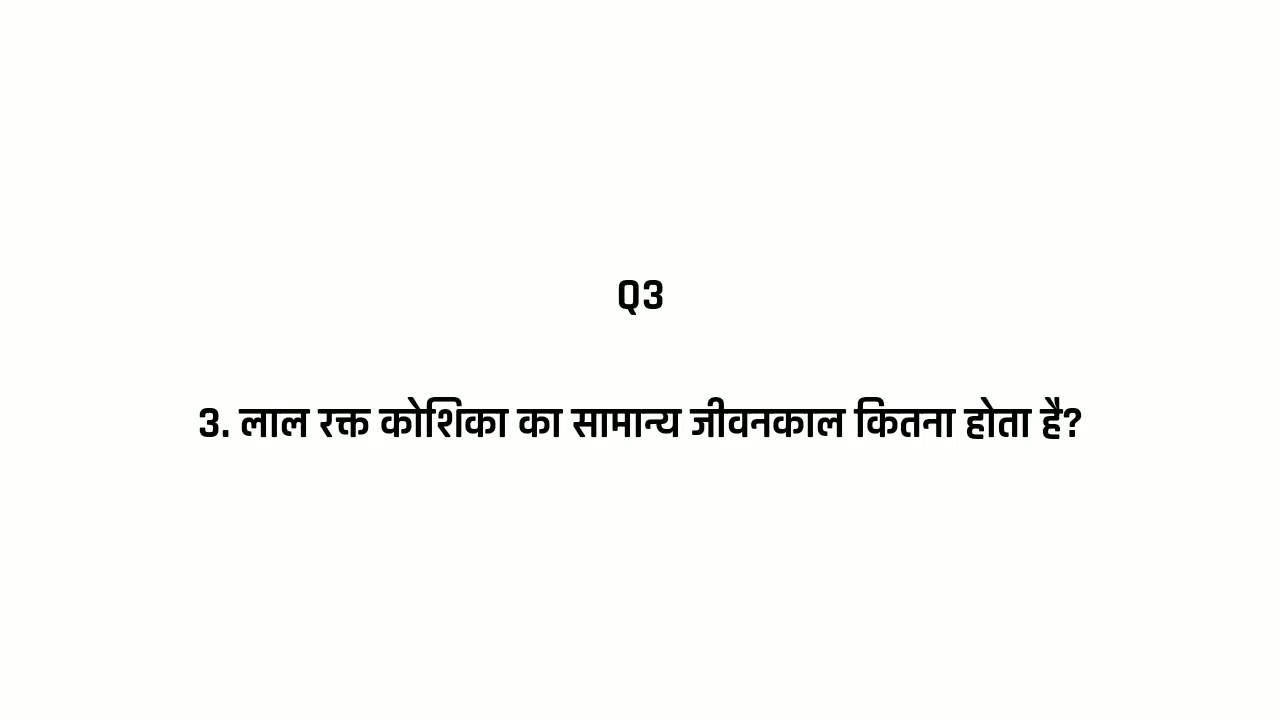 Q3
3. लाल रक्त कोशिका का सामान्य जीवनकाल कितना होता है?